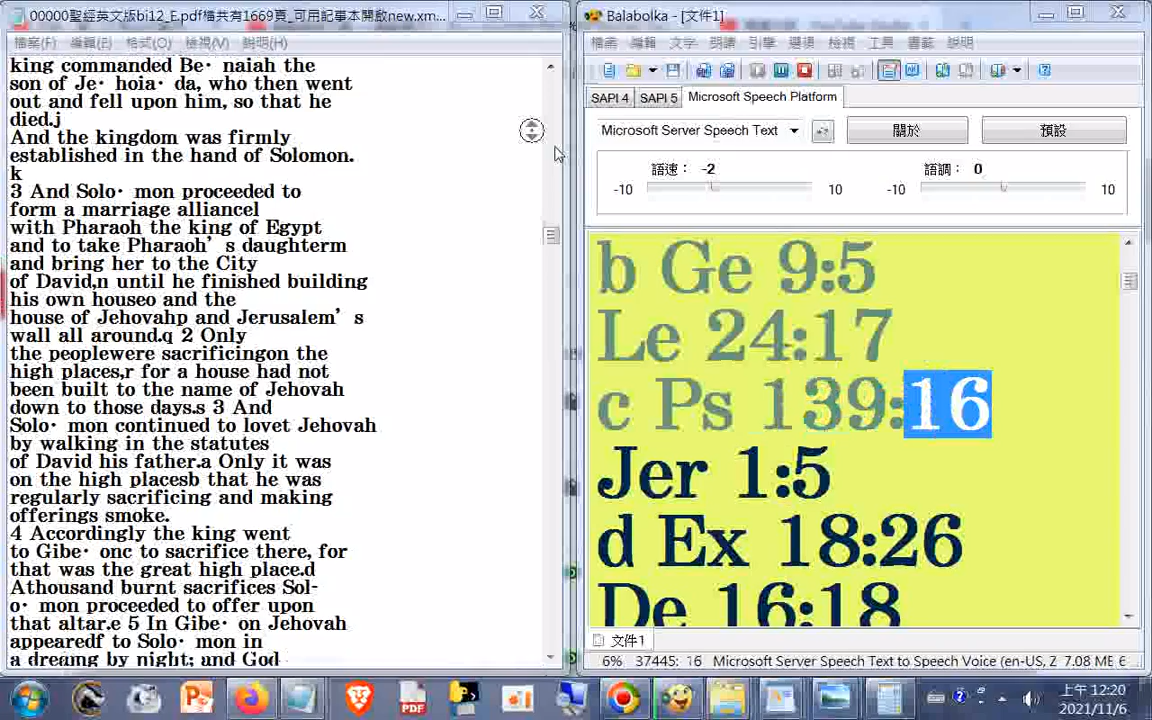 00000聖經英文版bi12_E.pdf檔共有1669頁_可用記事本開啟new.xm...
檔案(F) 編輯(E) 格式(O) 檢視(V) 說明(H)
king commanded Be· naiah the
son of Je· hoia· da, who then went
out and fell upon him, so that he
died.j
And the kingdom was firmly
established in the hand of Solomon.
k
3 And Solo· mon proceeded to
form a marriage alliancel
with Pharaoh the king of Egypt
and to take Pharaoh’s daughterm
and bring her to the City
of David,n until he finished building
his own houseo and the
house of Jehovahp and Jerusalem’s
wall all around.q 2 Only
the peoplewere sacrificingon the
high places,r for a house had not
been built to the name of Jehovah
down to those days.s 3 And
Solo· mon continued to lovet Jehovah
by walking in the statutes
of David his father.a Only it was
on the high placesb that he was
regularly sacrificing and making
offerings smoke.
4 Accordingly the king went
to Gibe· onc to sacrifice there, for
that was the great high place.d
Athousand burnt sacrifices Sol-
o· mon proceeded to offer upon
that altar.e 5 In Gibe· on Jehovah
appearedf to Solo· mon in
a dreamg by night; and God
Balabolka - [文件1]
檔案 編輯 文字 朗讀 引擎 選項 檢視 工具 書籤 說明
SAPI 4 SAPI 5 Microsoft Speech Platform
Microsoft Server Speech Text 關於 預設
語速： -2 語調： 0
-10 10 -10 10
b Ge 9:5
Le 24:17
c Ps 139:16
Jer 1:5
d Ex 18:26
De 16:18
文件1
6% 37445: 16 Microsoft Server Speech Text to Speech Voice (en-US, Z 7.08 MB 6
PDF
上午 12:20
2021/11/6